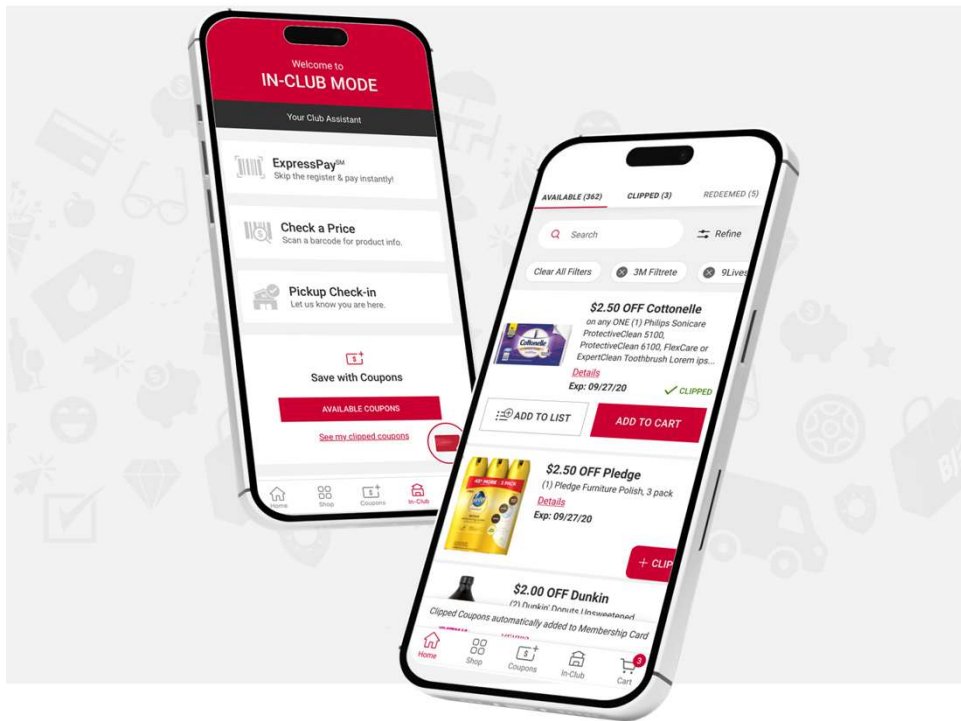 Welcome to
IN-CLUB MODE
Your Club Assistant
ExpressPay℠
Skip the register & pay instantly!
Check a Price
Scan a barcode for product info.
Pickup Check-in
Let us know you are here.
Save with Coupons
AVAILABLE COUPONS
See my clipped coupons
Home
Shop
Coupons
In-Club
AVAILABLE (362)
CLIPPED (3)
REDEEMED (5)
Search
Refine
Clear All Filters
3M Filtrete
9Lives
$2.50 OFF Cottonelle
on any ONE (1) Philips Sonicare
ProtectiveClean 5100,
ProtectiveClean 6100, FlexCare or
ExpertClean Toothbrush Lorem ips...
Cottonelle
Details
Exp: 09/27/20
CLIPPED
ADD TO LIST
ADD TO CART
$2.50 OFF Pledge
(1) Pledge Furniture Polish, 3 pack
Details
Exp: 09/27/20
+ CLIP
$2.00 OFF Dunkin
(2) Dunkin' Donuts Unsweetened
Clipped Coupons automatically added to Membership Card
Home
Shop
Coupons
In-Club
Cart
3